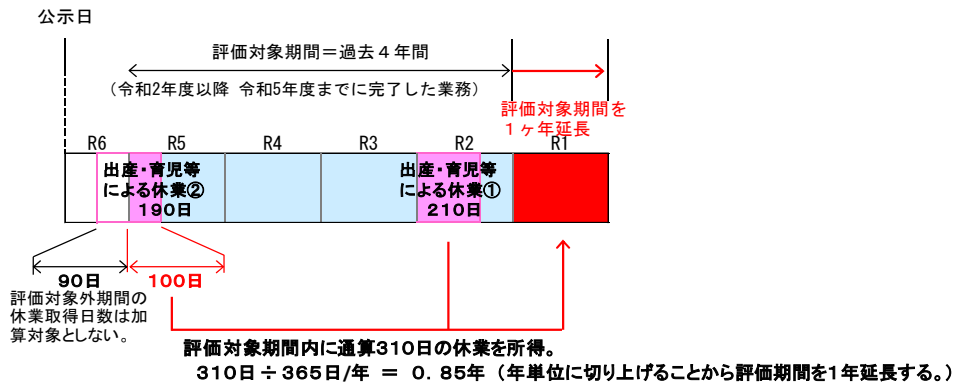 公示日
評価対象期間＝過去４年間
（令和2年度以降 令和5年度までに完了した業務）
評価対象期間を
１ヶ年延長
R6 R5 R4 R3 R2 R1
出産・育児等
による休業②
１９０日
出産・育児等
による休業①
２１０日
９０日
１００日
評価対象外期間の
休業取得日数は加
算対象としない。
評価対象期間内に通算３１０日の休業を所得。
３１０日÷３６５日/年 ＝ ０．８５年（年単位に切り上げることから評価期間を１年延長する。）